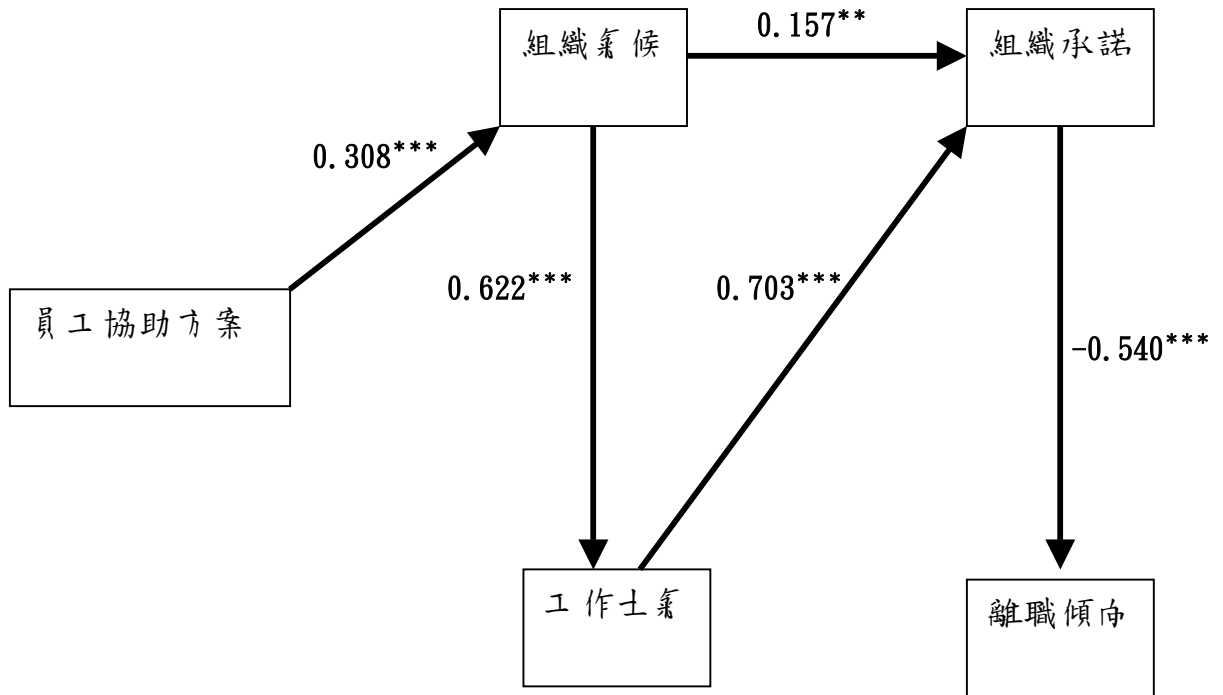 組織氣候
0.157**
組織承諾
0.308***
0.622***
0.703***
員工協助方案
-0.540***
工作士氣
離職傾向